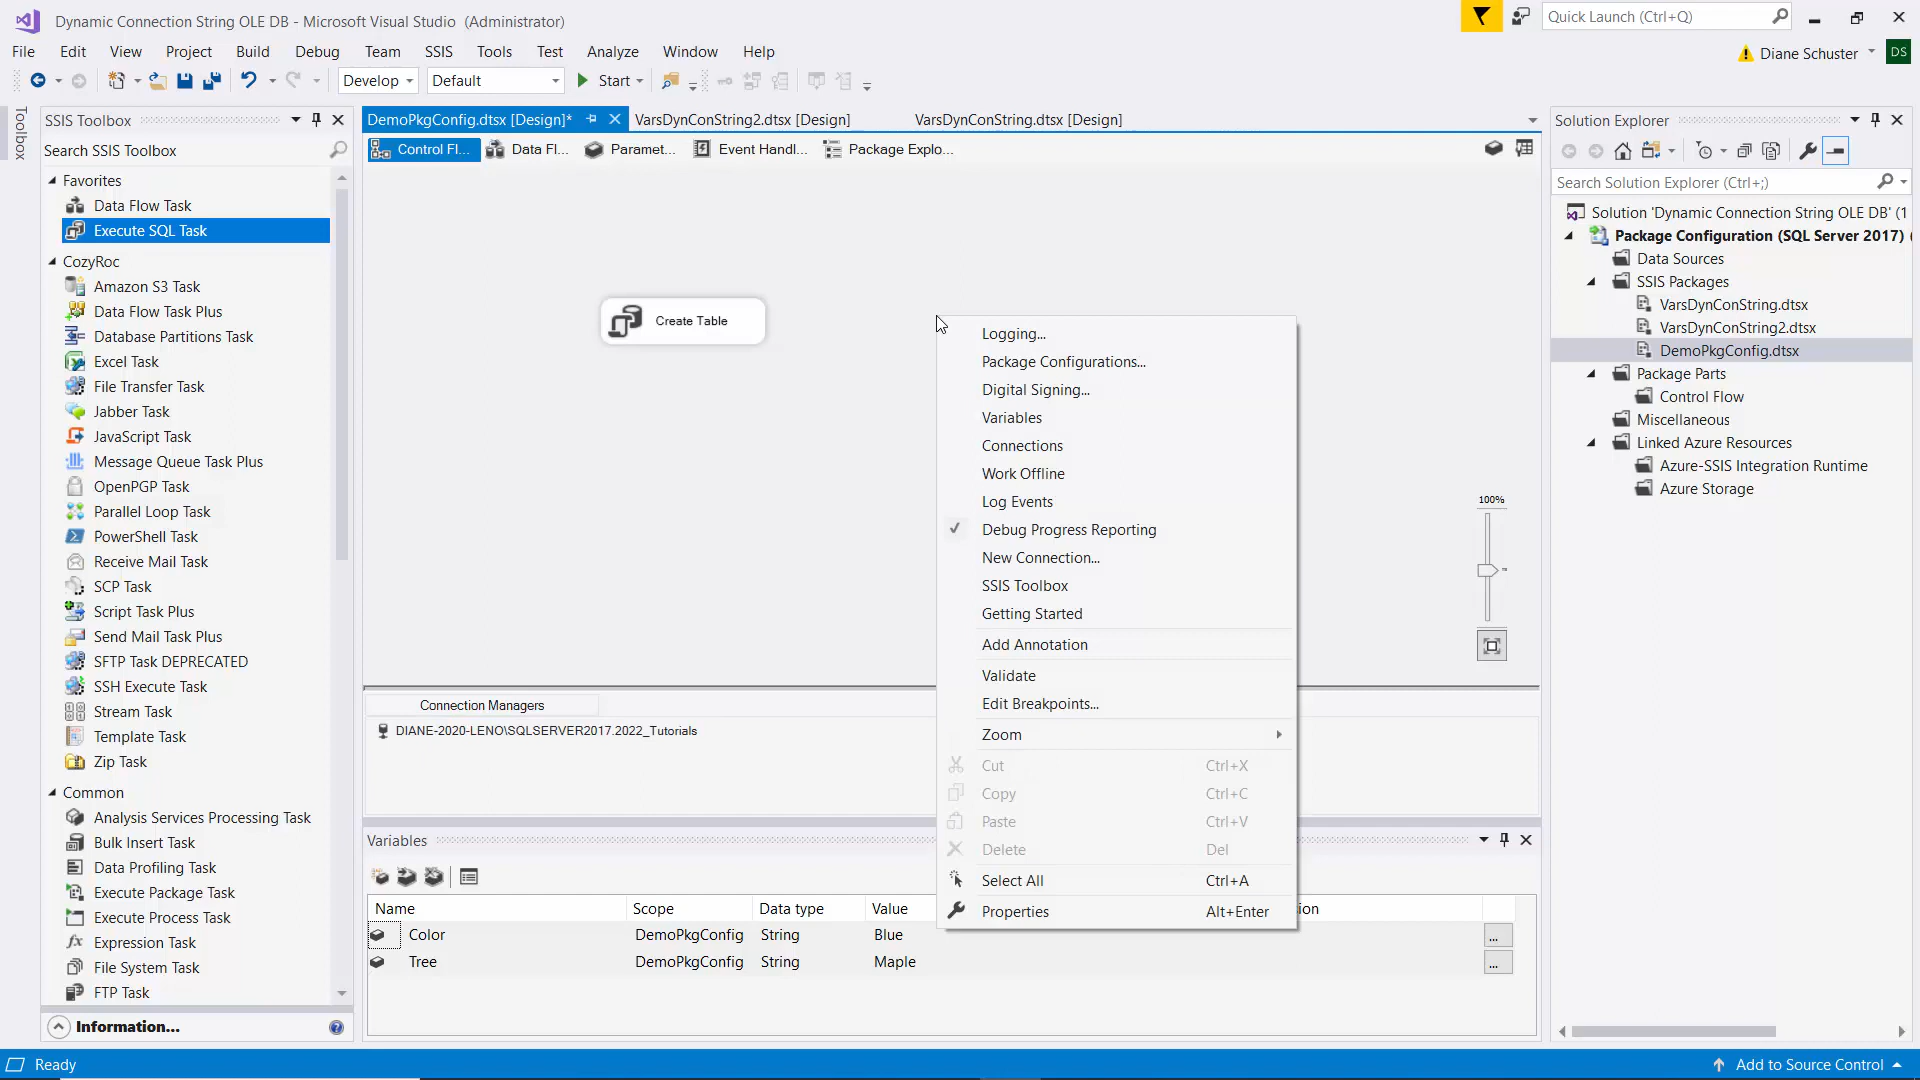 Dynamic Connection String OLE DB - Microsoft Visual Studio (Administrator)
Quick Launch (Ctrl+Q)
File Edit View Project Build Debug Team SSIS Tools Test Analyze Window Help
Diane Schuster DS
Develop Default Start
Toolbox
SSIS Toolbox
Search SSIS Toolbox
Favorites
Data Flow Task
Execute SQL Task
CozyRoc
Amazon S3 Task
Data Flow Task Plus
Database Partitions Task
Excel Task
File Transfer Task
Jabber Task
JavaScript Task
Message Queue Task Plus
OpenPGP Task
Parallel Loop Task
PowerShell Task
Receive Mail Task
SCP Task
Script Task Plus
Send Mail Task Plus
SFTP Task DEPRECATED
SSH Execute Task
Stream Task
Template Task
Zip Task
Common
Analysis Services Processing Task
Bulk Insert Task
Data Profiling Task
Execute Package Task
Execute Process Task
Expression Task
File System Task
FTP Task
Information...
DemoPkgConfig.dtsx [Design]* VarsDynConString2.dtsx [Design] VarsDynConString.dtsx [Design]
Control Fl... Data Fl... Paramet... Event Handl... Package Explo...
Create Table
100%
Logging...
Package Configurations...
Digital Signing...
Variables
Connections
Work Offline
Log Events
Debug Progress Reporting
New Connection...
SSIS Toolbox
Getting Started
Add Annotation
Validate
Edit Breakpoints...
Zoom
Cut Ctrl+X
Copy Ctrl+C
Paste Ctrl+V
Delete Del
Select All Ctrl+A
Properties Alt+Enter
Connection Managers
DIANE-2020-LENO\SQLSERVER2017.2022_Tutorials
Variables
Name Scope Data type Value ion
Color DemoPkgConfig String Blue ...
Tree DemoPkgConfig String Maple ...
Solution Explorer
Search Solution Explorer (Ctrl+;)
Solution 'Dynamic Connection String OLE DB' (1
Package Configuration (SQL Server 2017) (
Data Sources
SSIS Packages
VarsDynConString.dtsx
VarsDynConString2.dtsx
DemoPkgConfig.dtsx
Package Parts
Control Flow
Miscellaneous
Linked Azure Resources
Azure-SSIS Integration Runtime
Azure Storage
Ready
Add to Source Control